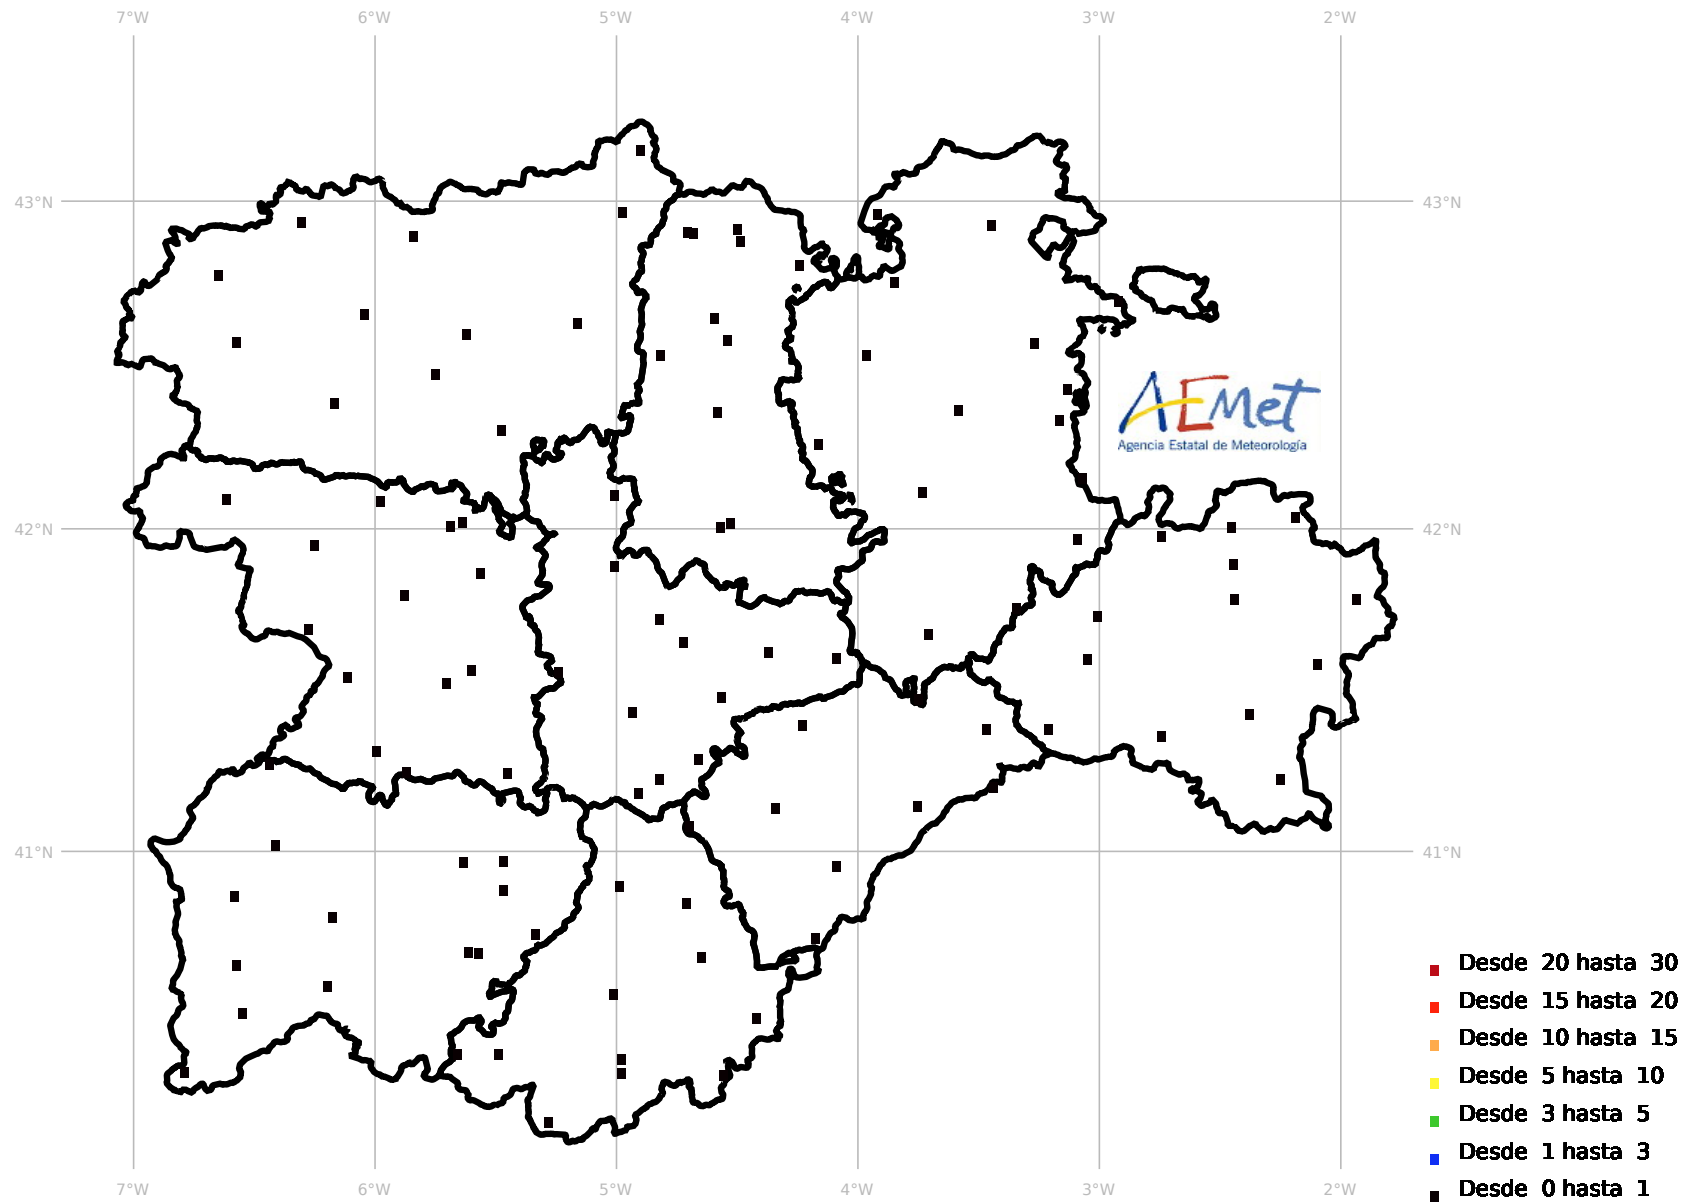 7°W 6°W 5°W 4°W 3°W 2°W
43°N 43°N
AEMet
Agencia Estatal de Meteorología
42°N 42°N
41°N 41°N
Desde 20 hasta 30
Desde 15 hasta 20
Desde 10 hasta 15
Desde 5 hasta 10
Desde 3 hasta 5
Desde 1 hasta 3
Desde 0 hasta 1
7°W 6°W 5°W 4°W 3°W 2°W